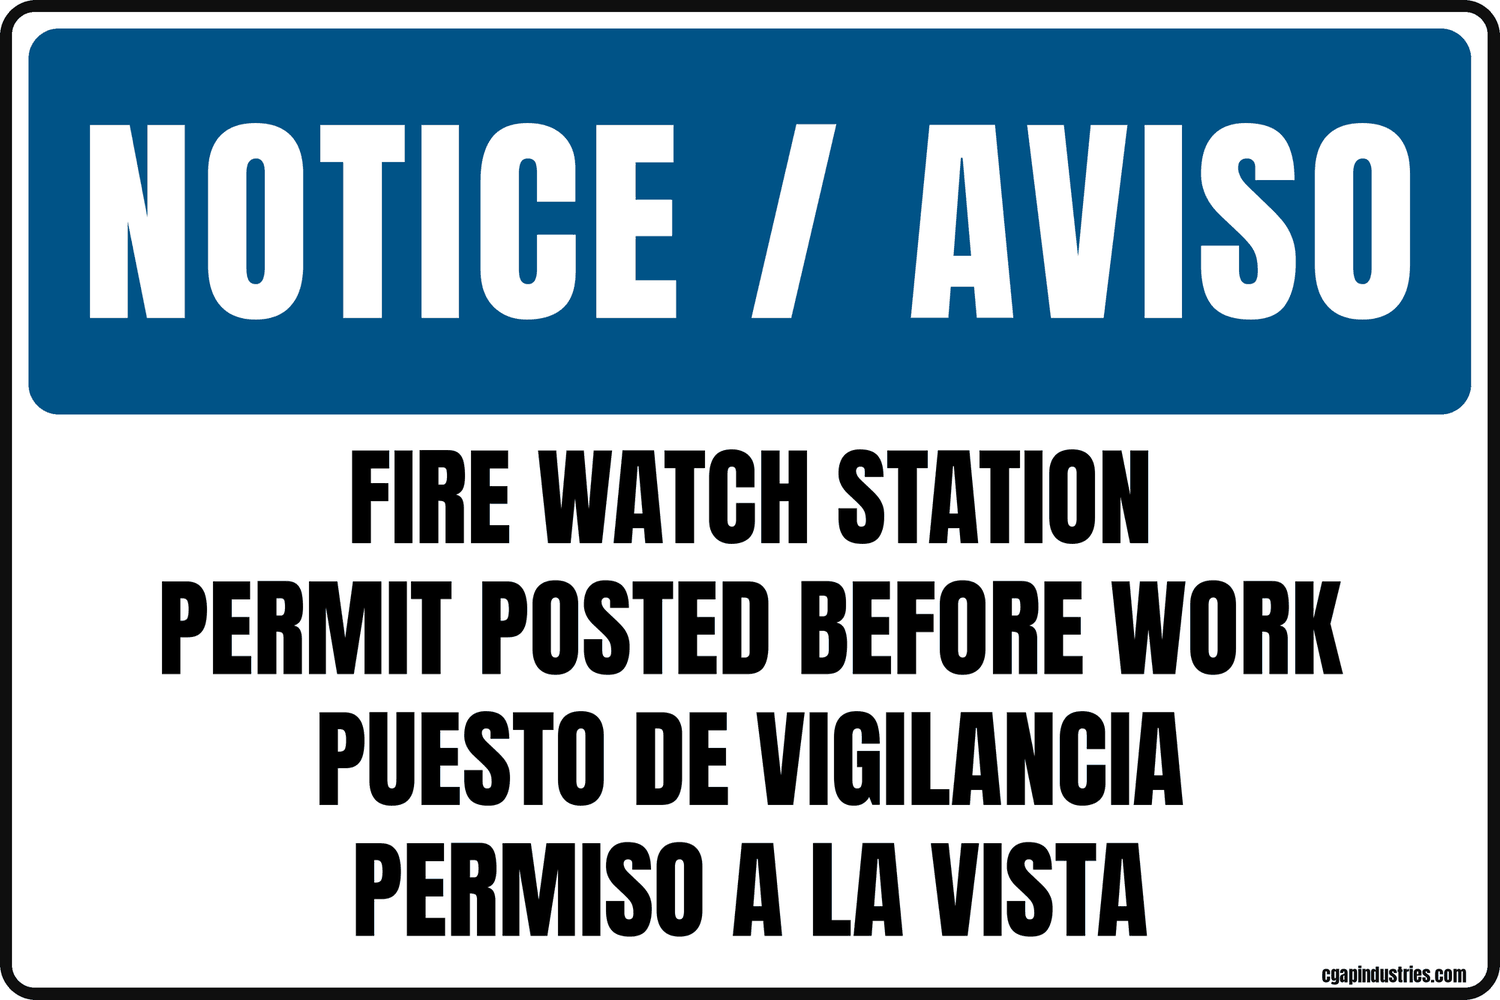 NOTICE / AVISO
FIRE WATCH STATION
PERMIT POSTED BEFORE WORK
PUESTO DE VIGILANCIA
PERMISO A LA VISTA
cgapindustries.com